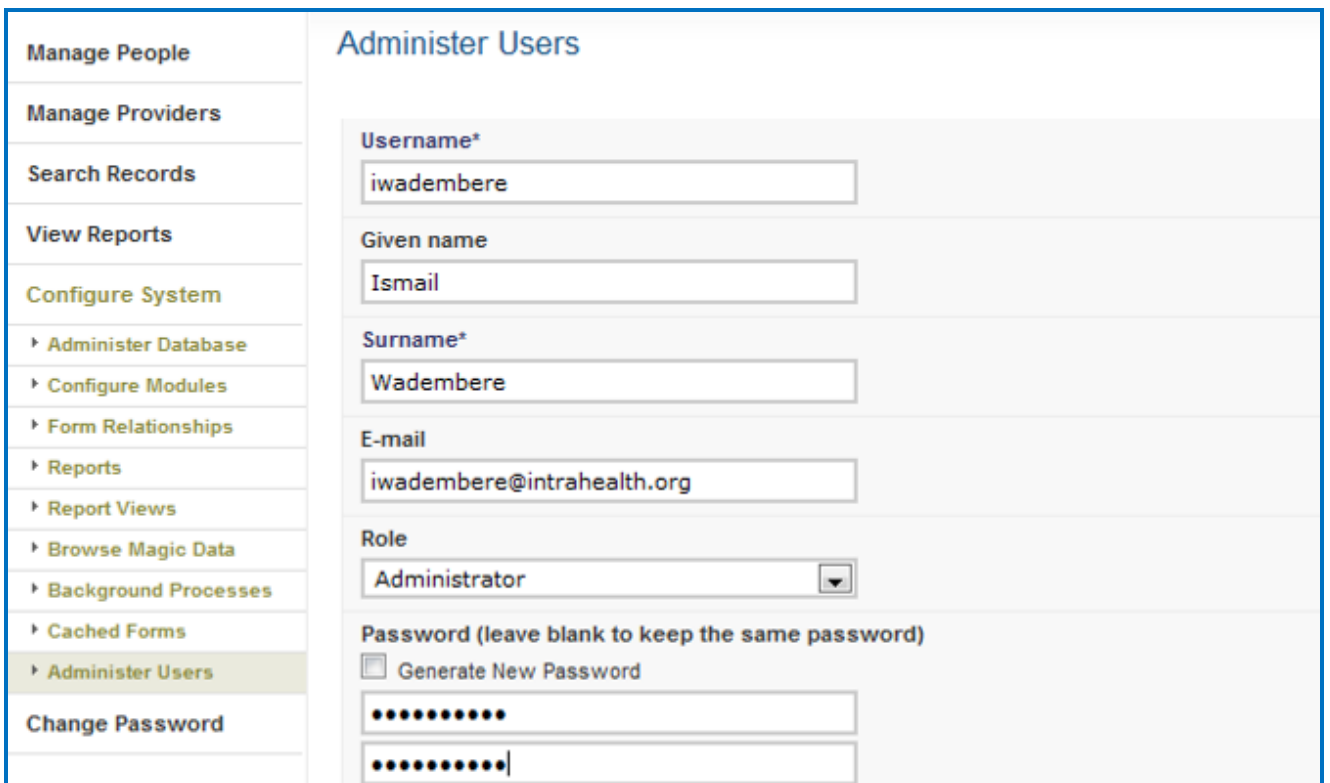 Manage People
Manage Providers
Search Records
View Reports
Configure System
Administer Database
Configure Modules
Form Relationships
Reports
Report Views
Browse Magic Data
Background Processes
Cached Forms
Administer Users
Change Password
Administer Users
Username*
iwadembere
Given name
Ismail
Surname*
Wadembere
E-mail
iwadembere@intrahealth.org
Role
Administrator
Password (leave blank to keep the same password)
Generate New Password
••••••••••
••••••••••